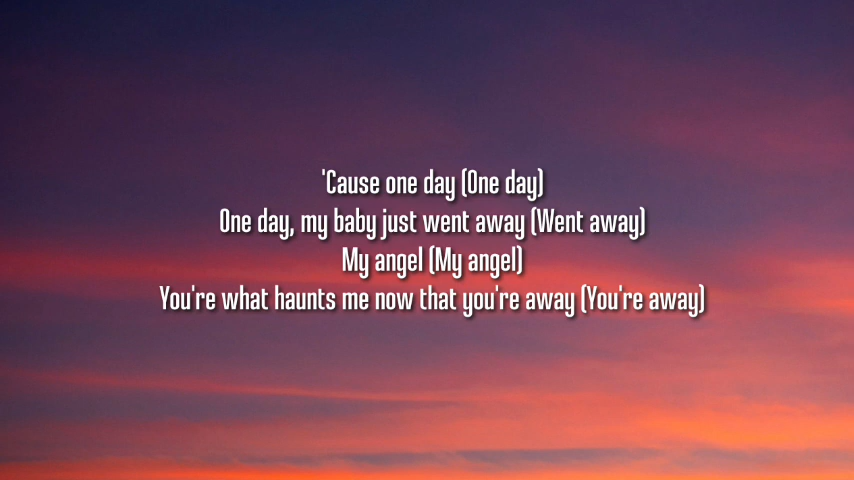 'Cause one day (One day)
One day, my baby just went away (Went away)
My angel (My angel)
You're what haunts me now that you're away (You're away)